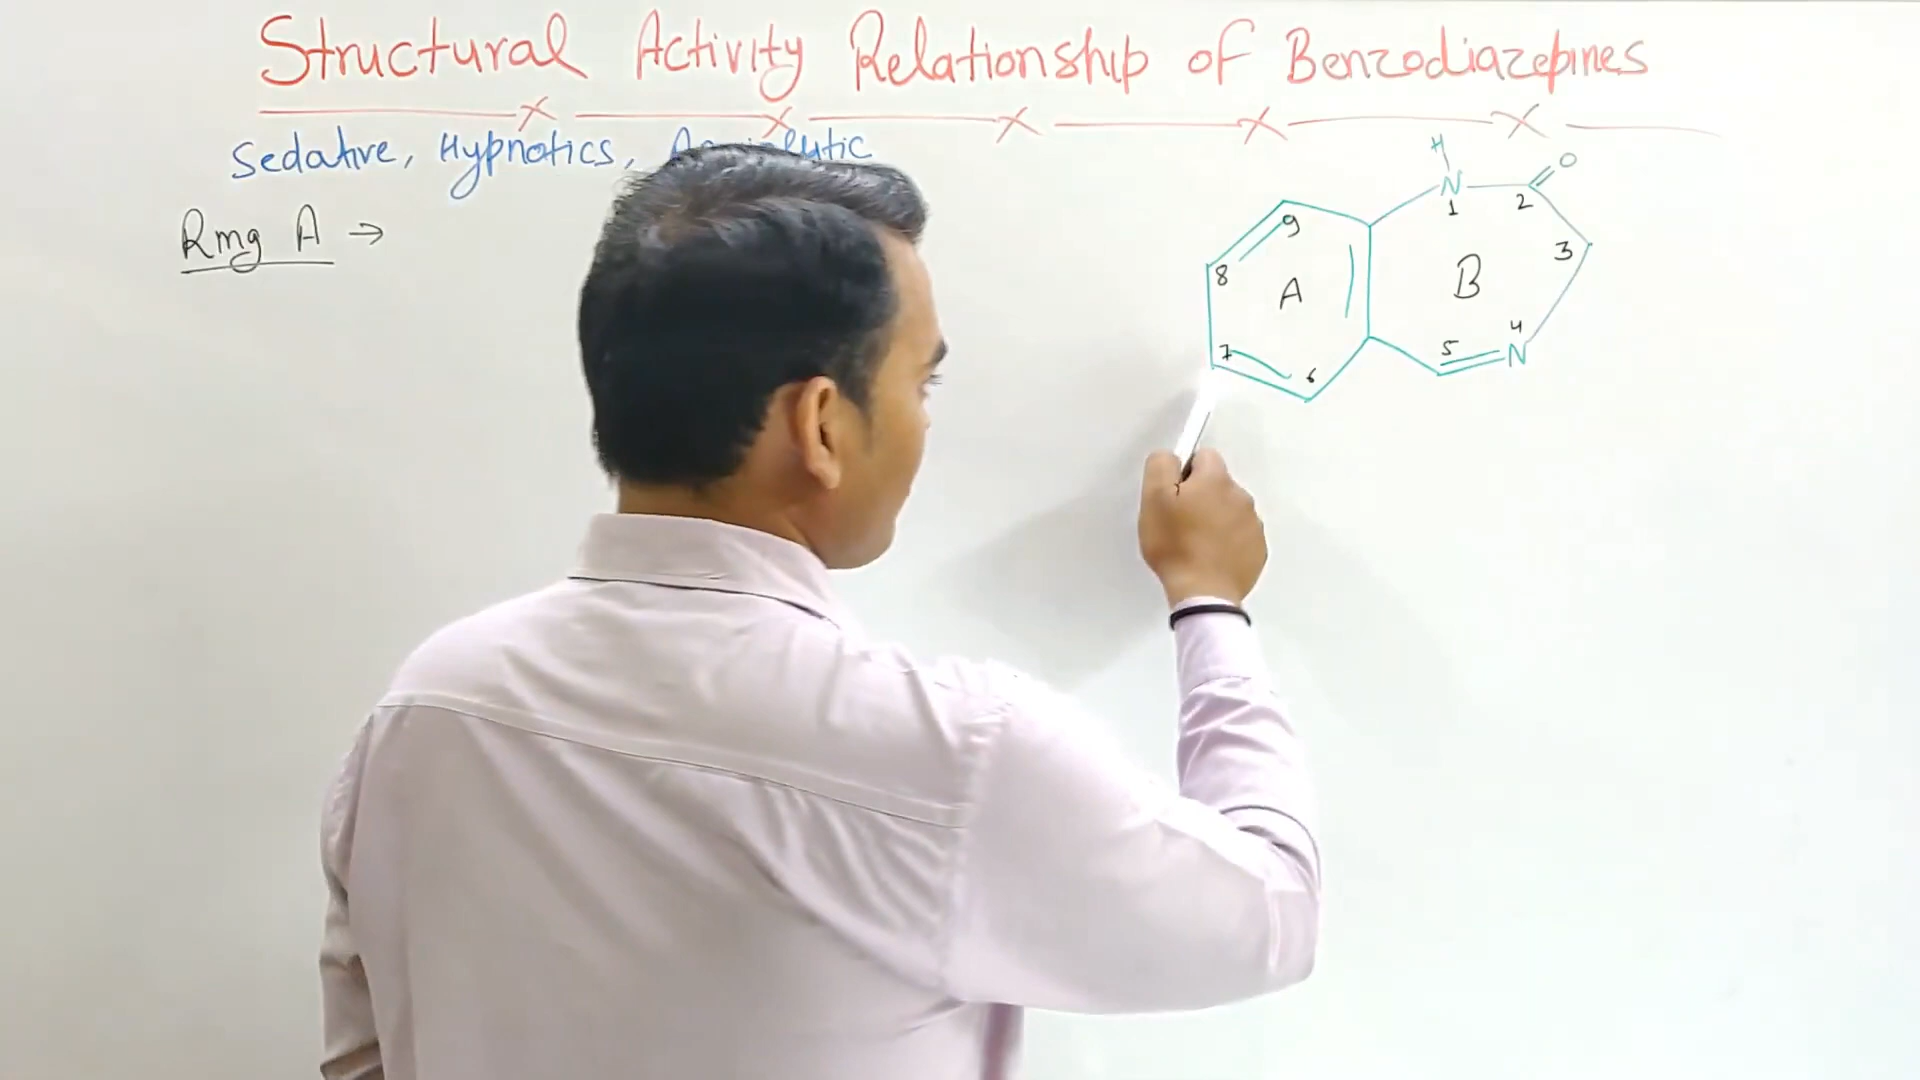 Structural Activity Relationship of Benzodiazepines
Sedative, Hypnotics,
Ring A →
H
N
1
2
O
3
4
N
5
6
7
8
9
A
B